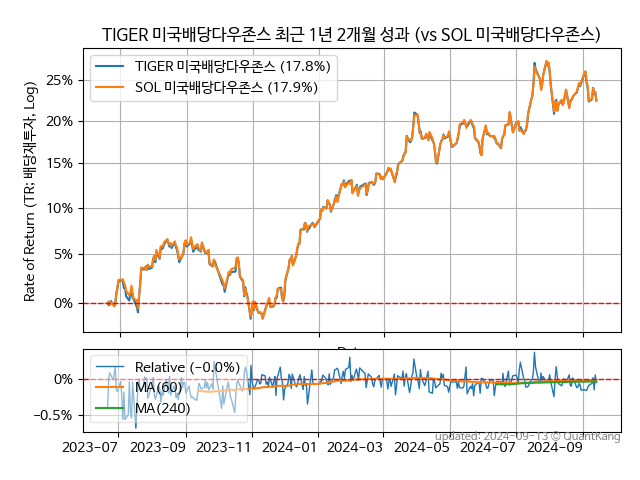 TIGER 미국배당다우존스 최근 1년 2개월 성과 (vs SOL 미국배당다우존스)
TIGER 미국배당다우존스 (17.8%)
SOL 미국배당다우존스 (17.9%)
Rate of Return (TR: 배당재투자, Log)
25%
20%
15%
10%
5%
0%
Relative (−0.0%)
MA(60)
MA(240)
0%
−0.5%
2023-07 2023-09 2023-11 2024-01 2024-03 2024-05 2024-07 2024-09
updated: 2024-09-13 © QuantKang